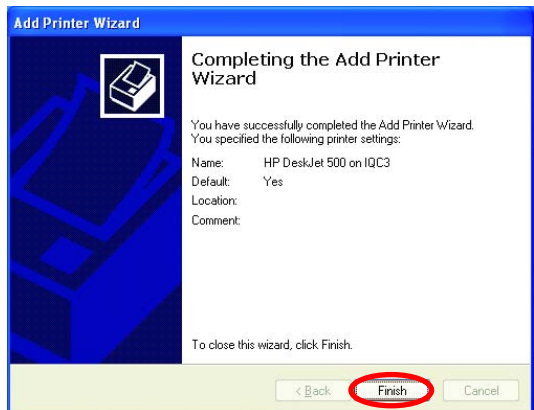 Add Printer Wizard
Completing the Add Printer
Wizard
You have successfully completed the Add Printer Wizard.
You specified the following printer settings:
Name: HP DeskJet 500 on IQC3
Default: Yes
Location:
Comment:
To close this wizard, click Finish.
< Back Finish Cancel